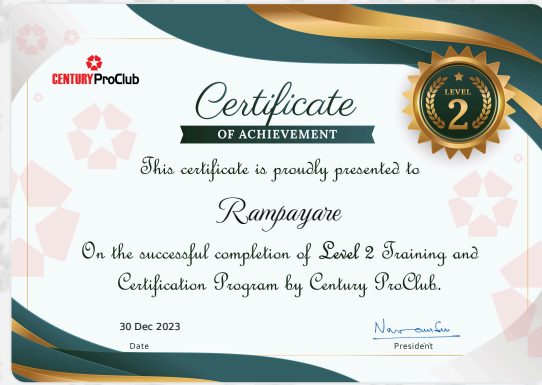 CENTURY ProClub
Certificate
OF ACHIEVEMENT
LEVEL
2
This certificate is proudly presented to
Rampayare
On the successful completion of Level 2 Training and
Certification Program by Century ProClub.
30 Dec 2023
Date
President